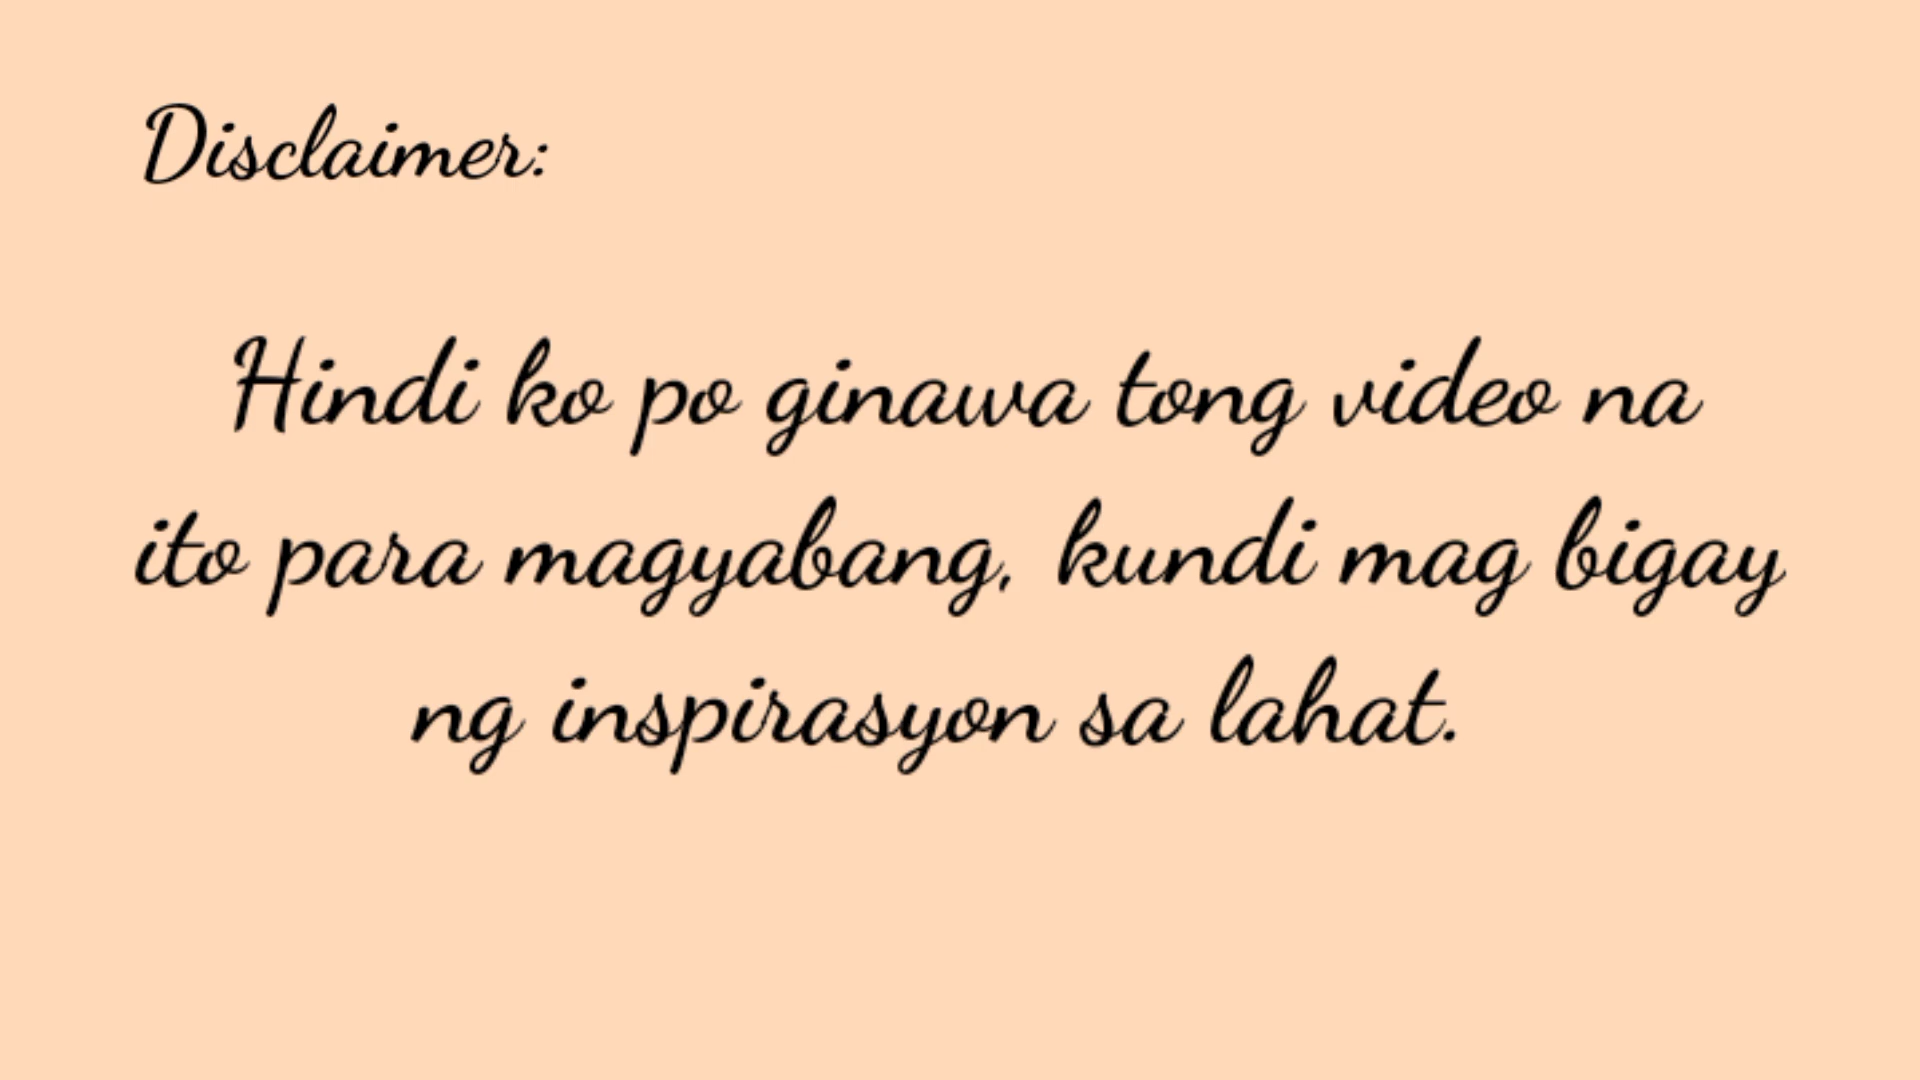 Disclaimer:
Hindi ko po ginawa tong video na
ito para magyabang, kundi mag bigay
ng inspirasyon sa lahat.